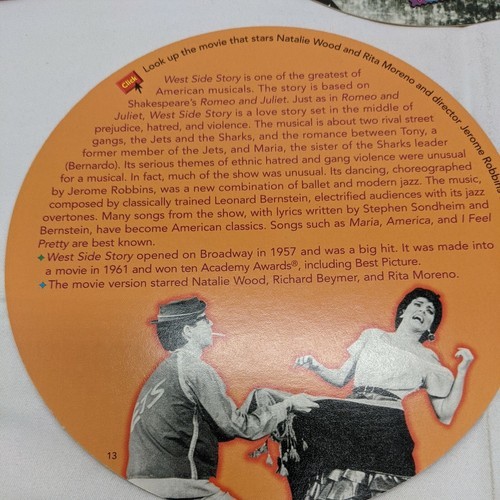 Look up the movie that stars Natalie Wood and Rita Moreno and director Jerome Robbins
Click
West Side Story is one of the greatest of
American musicals. The story is based on
Shakespeare's Romeo and Juliet. Just as in Romeo and
Juliet, West Side Story is a love story set in the middle of
prejudice, hatred, and violence. The musical is about two rival street
gangs, the Jets and the Sharks, and the romance between Tony, a
former member of the Jets, and Maria, the sister of the Sharks leader
(Bernardo). Its serious themes of ethnic hatred and gang violence were unusual
for a musical. In fact, much of the show was unusual. Its dancing, choreographed
by Jerome Robbins, was a new combination of ballet and modern jazz. The music,
composed by classically trained Leonard Bernstein, electrified audiences with its jazz
overtones. Many songs from the show, with lyrics written by Stephen Sondheim and
Bernstein, have become American classics. Songs such as Maria, America, and I Feel
Pretty are best known.
West Side Story opened on Broadway in 1957 and was a big hit. It was made into
a movie in 1961 and won ten Academy Awards®, including Best Picture.
The movie version starred Natalie Wood, Richard Beymer, and Rita Moreno.
13